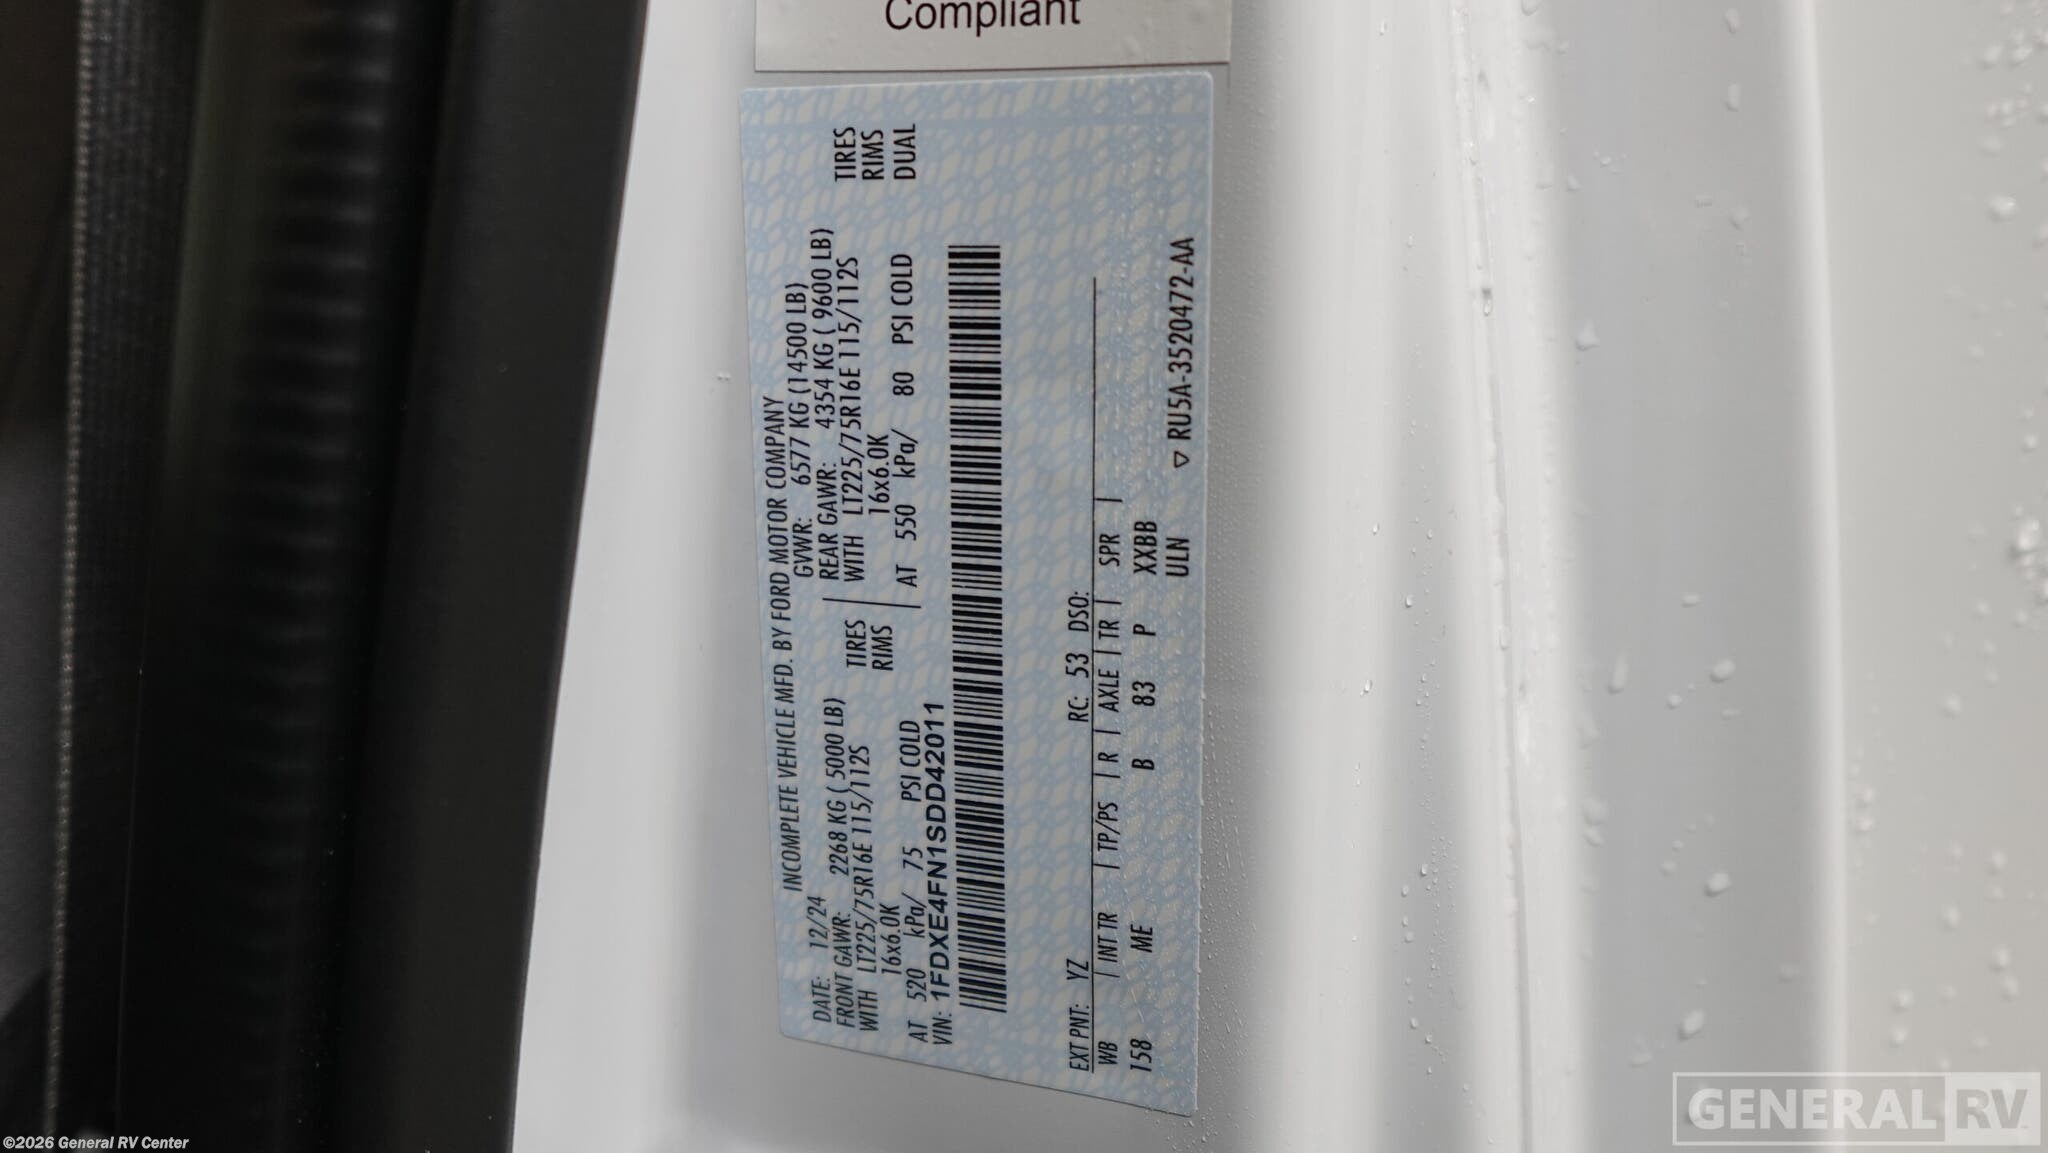 Compliant
INCOMPLETE VEHICLE MFD. BY FORD MOTOR COMPANY
DATE: 12/24 GVWR: 6577 KG (14500 LB)
FRONT GAWR: 2268 KG ( 5000 LB) REAR GAWR: 4354 KG ( 9600 LB)
WITH LT225/75R16E 115/112S TIRES WITH LT225/75R16E 115/112S TIRES
16x6.0K RIMS 16x6.0K RIMS
AT 520 kPa/ 75 PSI COLD AT 550 kPa/ 80 PSI COLD DUAL
VIN: 1FDXE4FN1SDD42011
EXT PNT: YZ RC: 53 DSO:
WB | INT TR | TP/PS | R | AXLE | TR | SPR |
158 ME B 83 P XXBB
ULN ▽ RU5A-3520472-AA
GENERAL RV
©2026 General RV Center